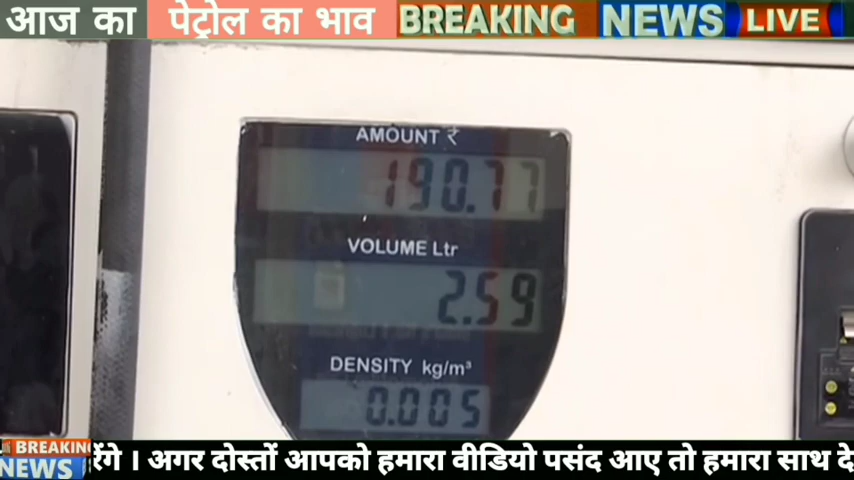 आज का पेट्रोल का भाव BREAKING NEWS LIVE
AMOUNT ₹
190.77
VOLUME Ltr
2.59
DENSITY kg/m³
0.005
BREAKING
NEWS
रेंगे । अगर दोस्तों आपको हमारा वीडियो पसंद आए तो हमारा साथ दे